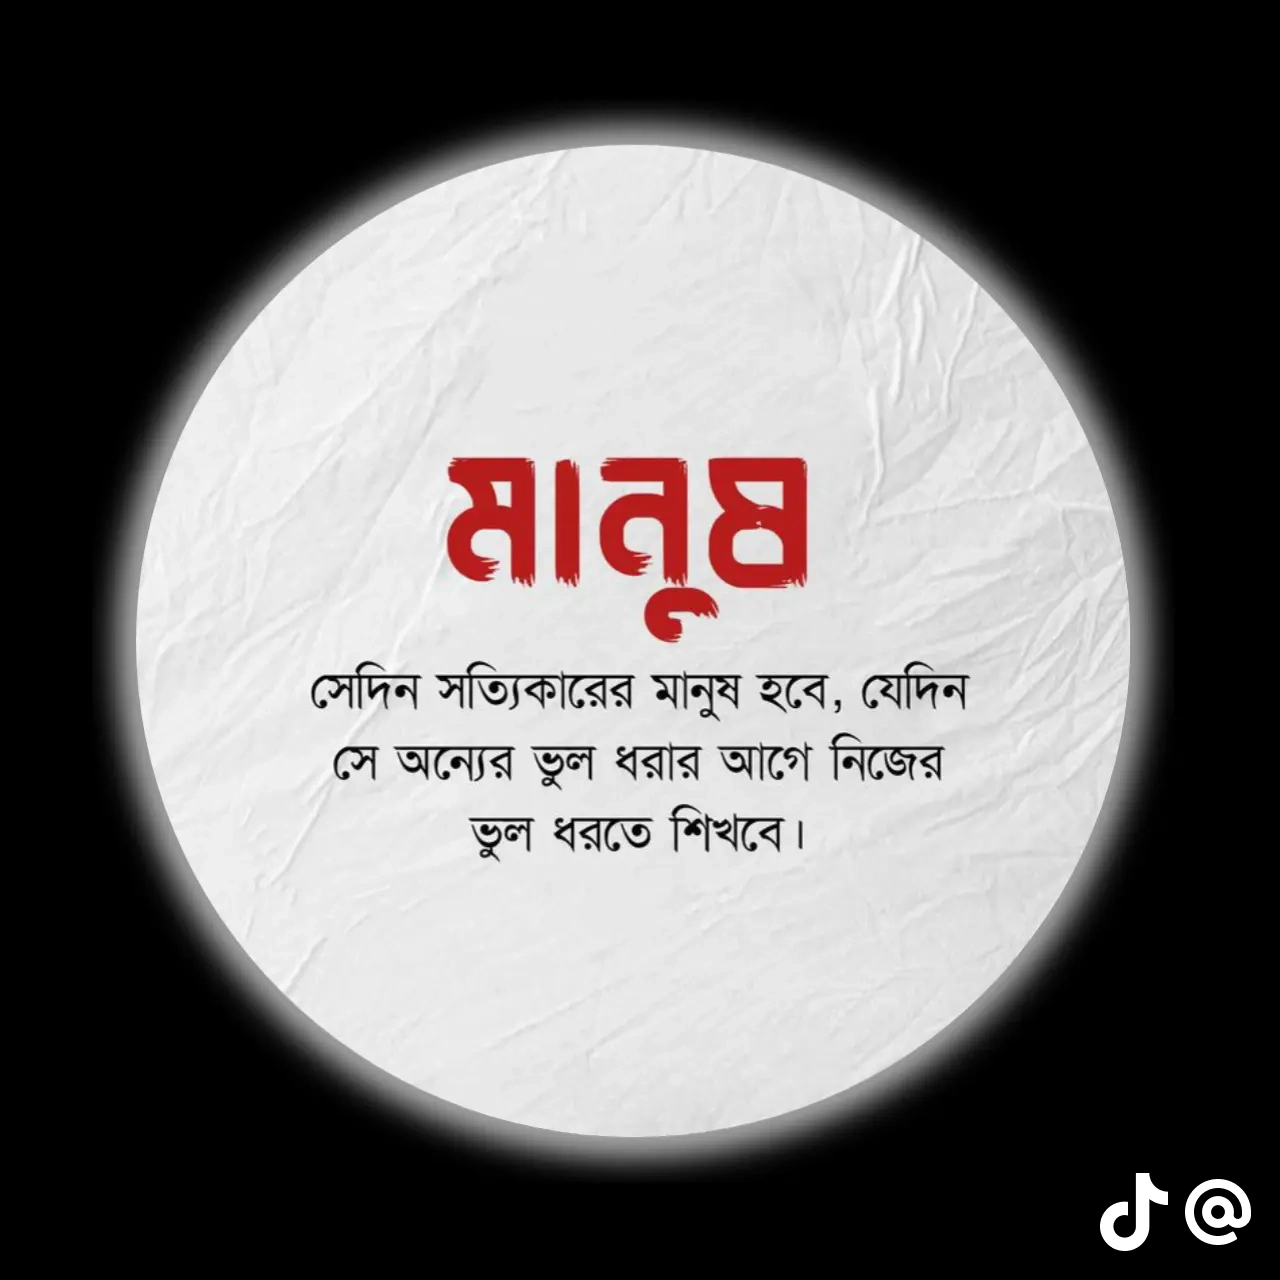 মানুষ
সেদিন সত্যিকারের মানুষ হবে, যেদিন
সে অন্যের ভুল ধরার আগে নিজের
ভুল ধরতে শিখবে।
@